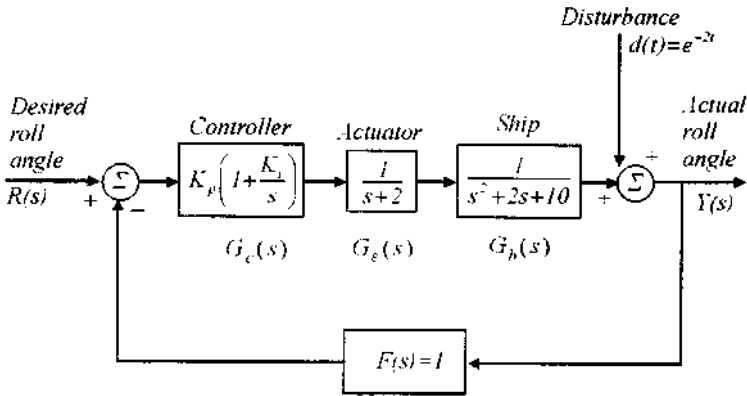 Disturbance
d(t)=e^{-2t}
Desired
roll
angle
R(s)
+
Σ
−
Controller
K_p(1+K_i/s)
G_c(s)
Actuator
1/(s+2)
G_e(s)
Ship
1/(s^2+2s+10)
G_h(s)
+
Σ
+
Actual
roll
angle
Y(s)
F(s)=1